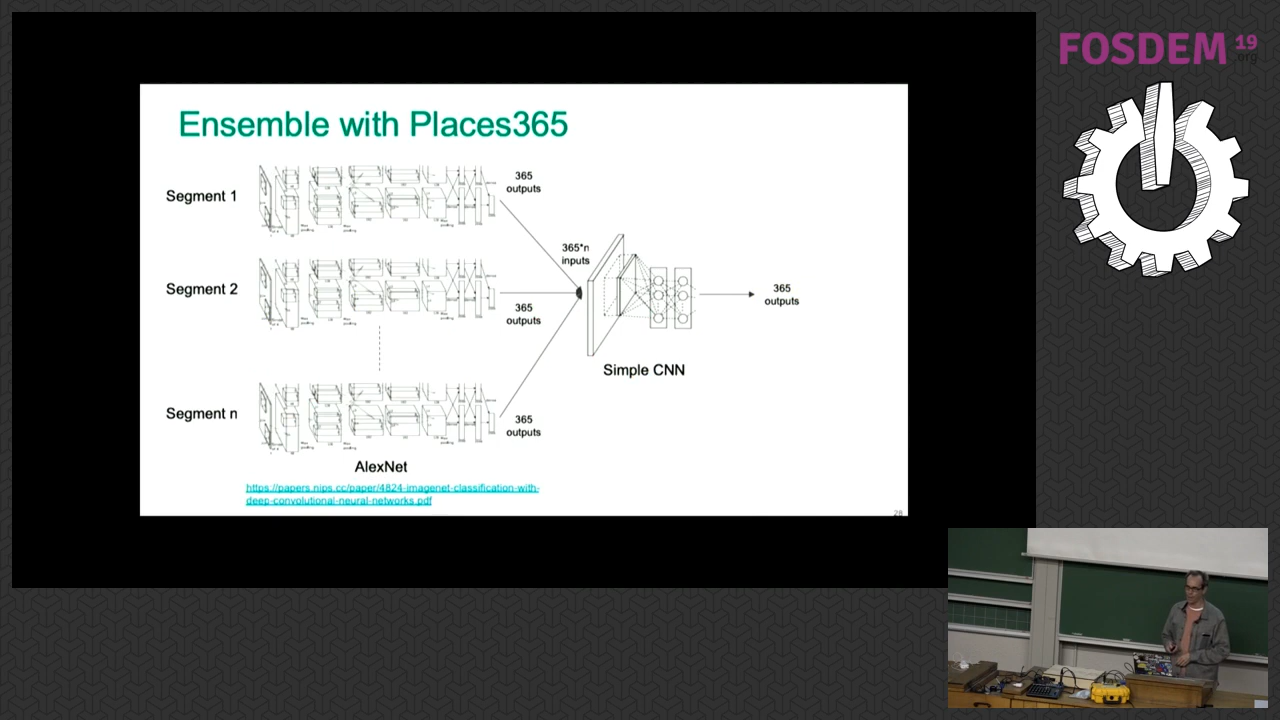 FOSDEM 19
.org
Ensemble with Places365
Segment 1
365
outputs
365*n
inputs
Segment 2
365
outputs
365
outputs
Simple CNN
Segment n
365
outputs
AlexNet
https://papers.nips.cc/paper/4824-imagenet-classification-with-
deep-convolutional-neural-networks.pdf
28